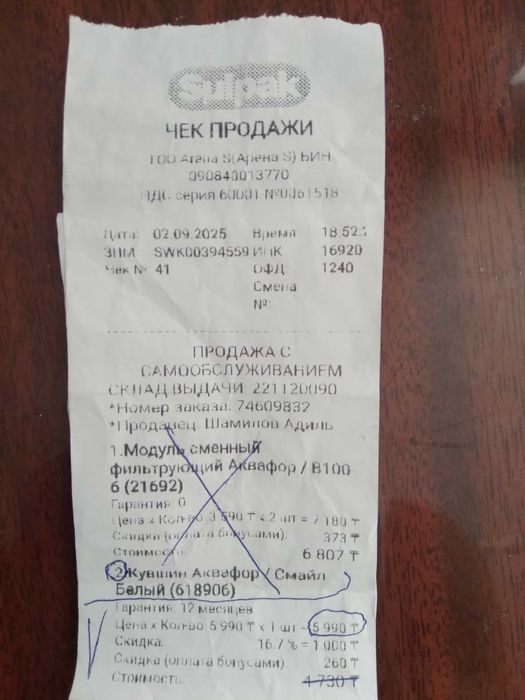 Sulpak
ЧЕК ПРОДАЖИ
ТОО Arena S(Арена S) БИН
090840013770
НДС серия 60001 №0061518
Дата: 02.09.2025 Время 18:52:2
ЗНМ SWK00394559 ИНК 16920
Чек № 41 ОФД: 1240
Смена
№:
ПРОДАЖА С
САМООБСЛУЖИВАНИЕМ
СКЛАД ВЫДАЧИ: 221120090
*Номер заказа: 74609832
*Продавец: Шамилов Адиль
1.Модуль сменный
фильтрующий Аквафор / В100-
6 (21692)
Гарантия: 0
Цена x Кол-во: 3 590 ₸ x 2 шт = 7 180 ₸
Скидка (оплата бонусами): 373 ₸
Стоимость: 6 807 ₸
2 Кувшин Аквафор / Смайл
Белый (618906)
Гарантия: 12 месяцев
Цена x Кол-во: 5 990 ₸ x 1 шт = 5 990 ₸
Скидка: 16.7 % = 1 000 ₸
Скидка (оплата бонусами): 260 ₸
Стоимость: 4 730 ₸